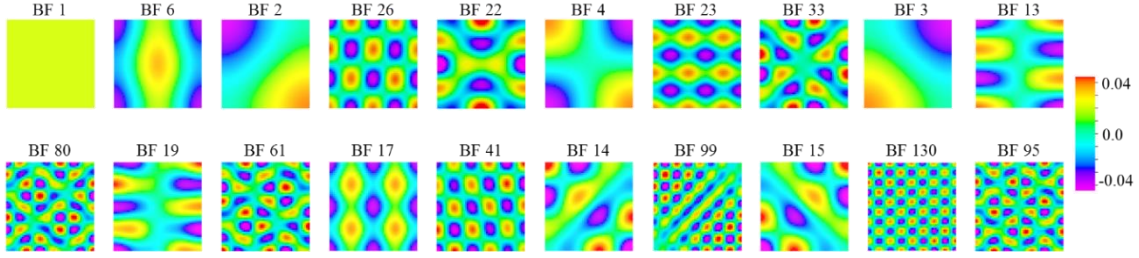 BF 1 BF 6 BF 2 BF 26 BF 22 BF 4 BF 23 BF 33 BF 3 BF 13
0.04
0.0
-0.04
BF 80 BF 19 BF 61 BF 17 BF 41 BF 14 BF 99 BF 15 BF 130 BF 95